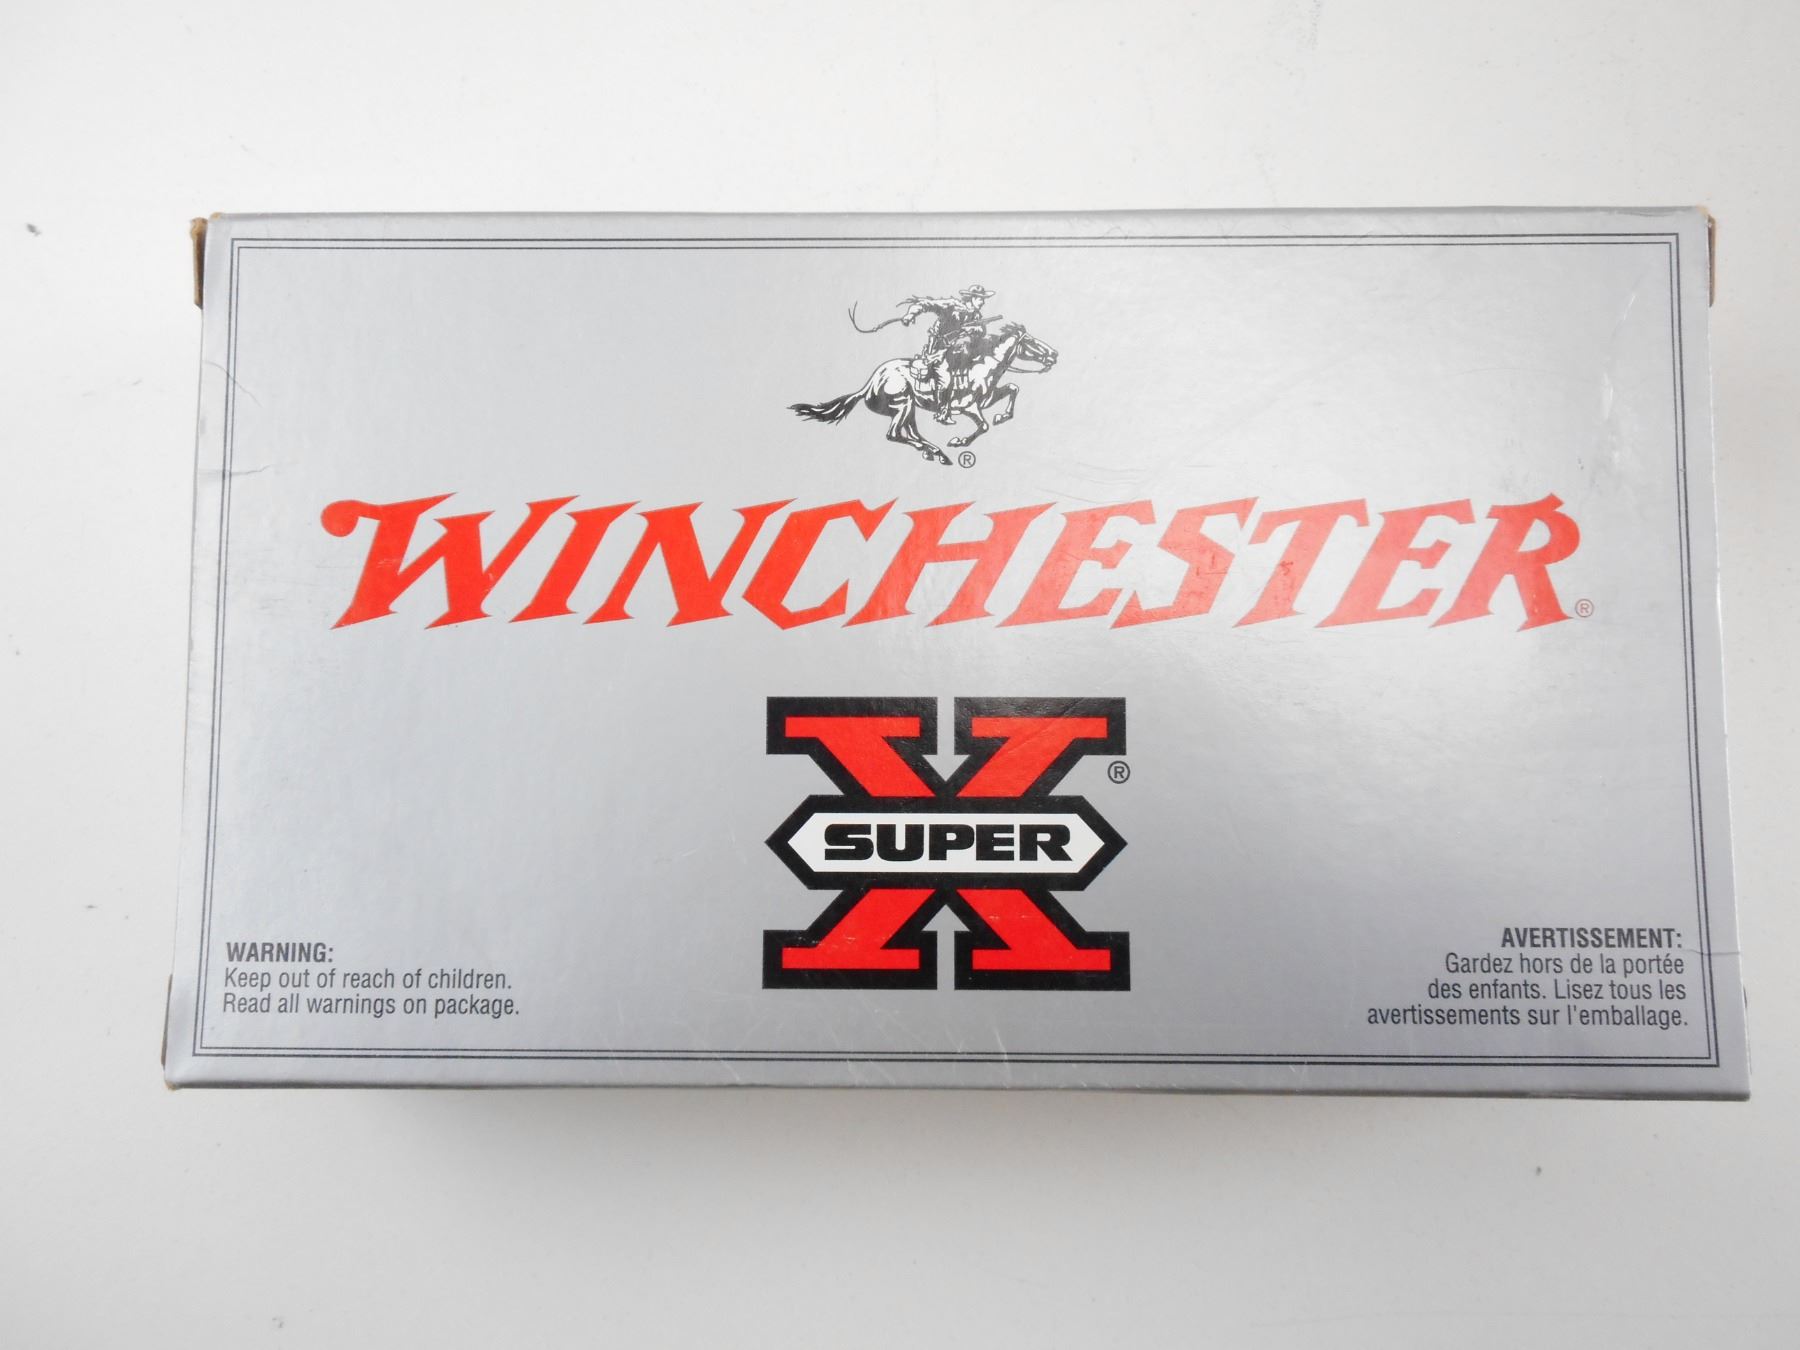 ®
WINCHESTER®
X®
SUPER
WARNING:
Keep out of reach of children.
Read all warnings on package.
AVERTISSEMENT:
Gardez hors de la portée
des enfants. Lisez tous les
avertissements sur l'emballage.